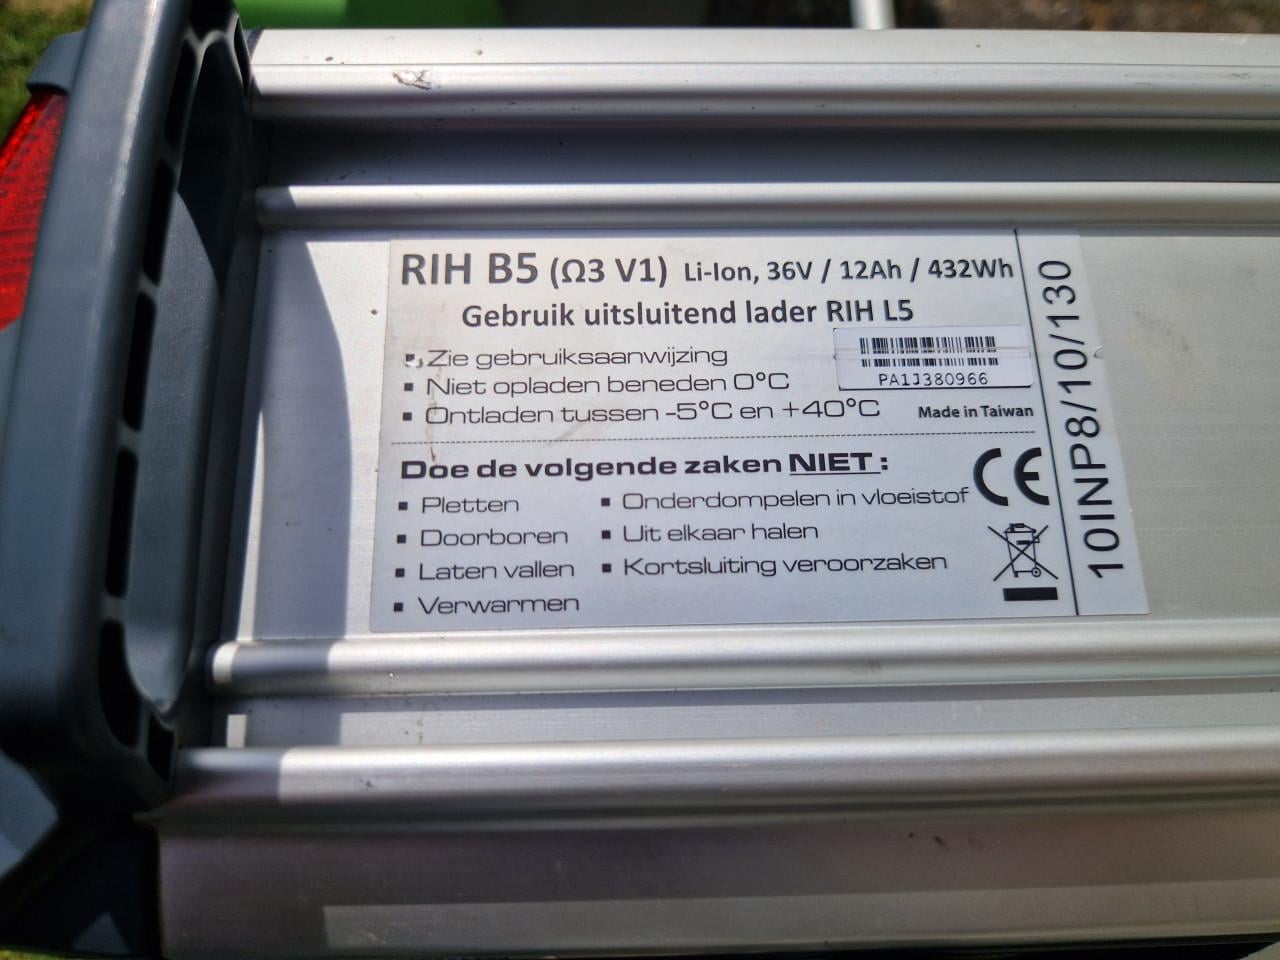 RIH B5 (Ω3 V1) Li-Ion, 36V / 12Ah / 432Wh
Gebruik uitsluitend lader RIH L5
▪ Zie gebruiksaanwijzing
▪ Niet opladen beneden 0°C
▪ Ontladen tussen -5°C en +40°C
PA1J380966
Made in Taiwan
Doe de volgende zaken NIET :
▪ Pletten
▪ Doorboren
▪ Laten vallen
▪ Verwarmen
▪ Onderdompelen in vloeistof
▪ Uit elkaar halen
▪ Kortsluiting veroorzaken
CE
10INP8/10/130